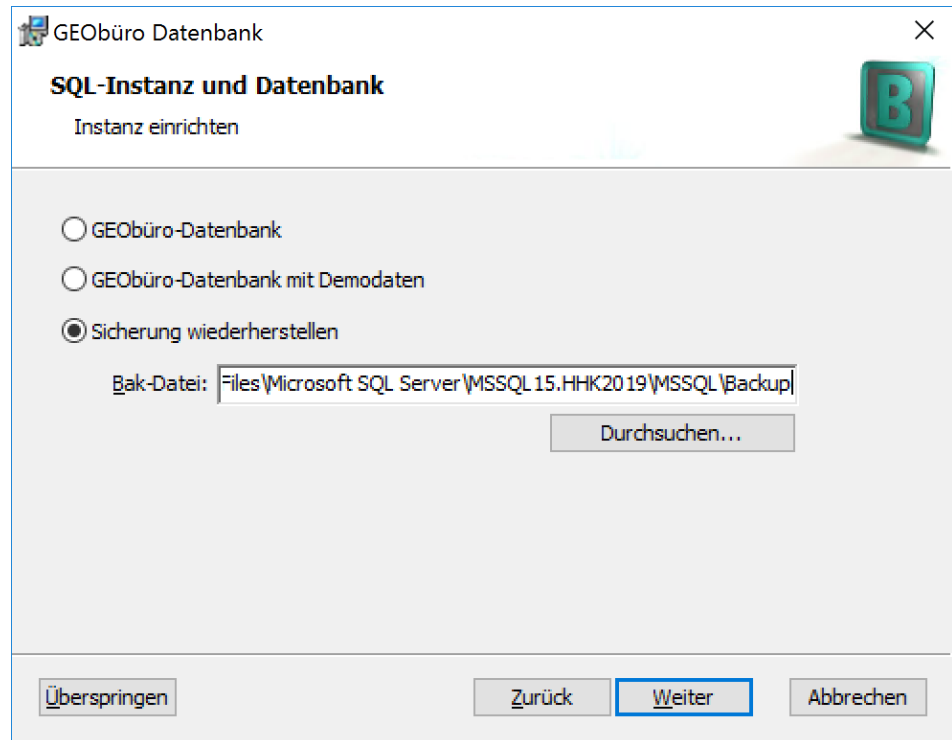 GEObüro Datenbank
SQL-Instanz und Datenbank
Instanz einrichten
B
GEObüro-Datenbank
GEObüro-Datenbank mit Demodaten
Sicherung wiederherstellen
Bak-Datei: Files\Microsoft SQL Server\MSSQL15.HHK2019\MSSQL\Backup
Durchsuchen...
Überspringen Zurück Weiter Abbrechen